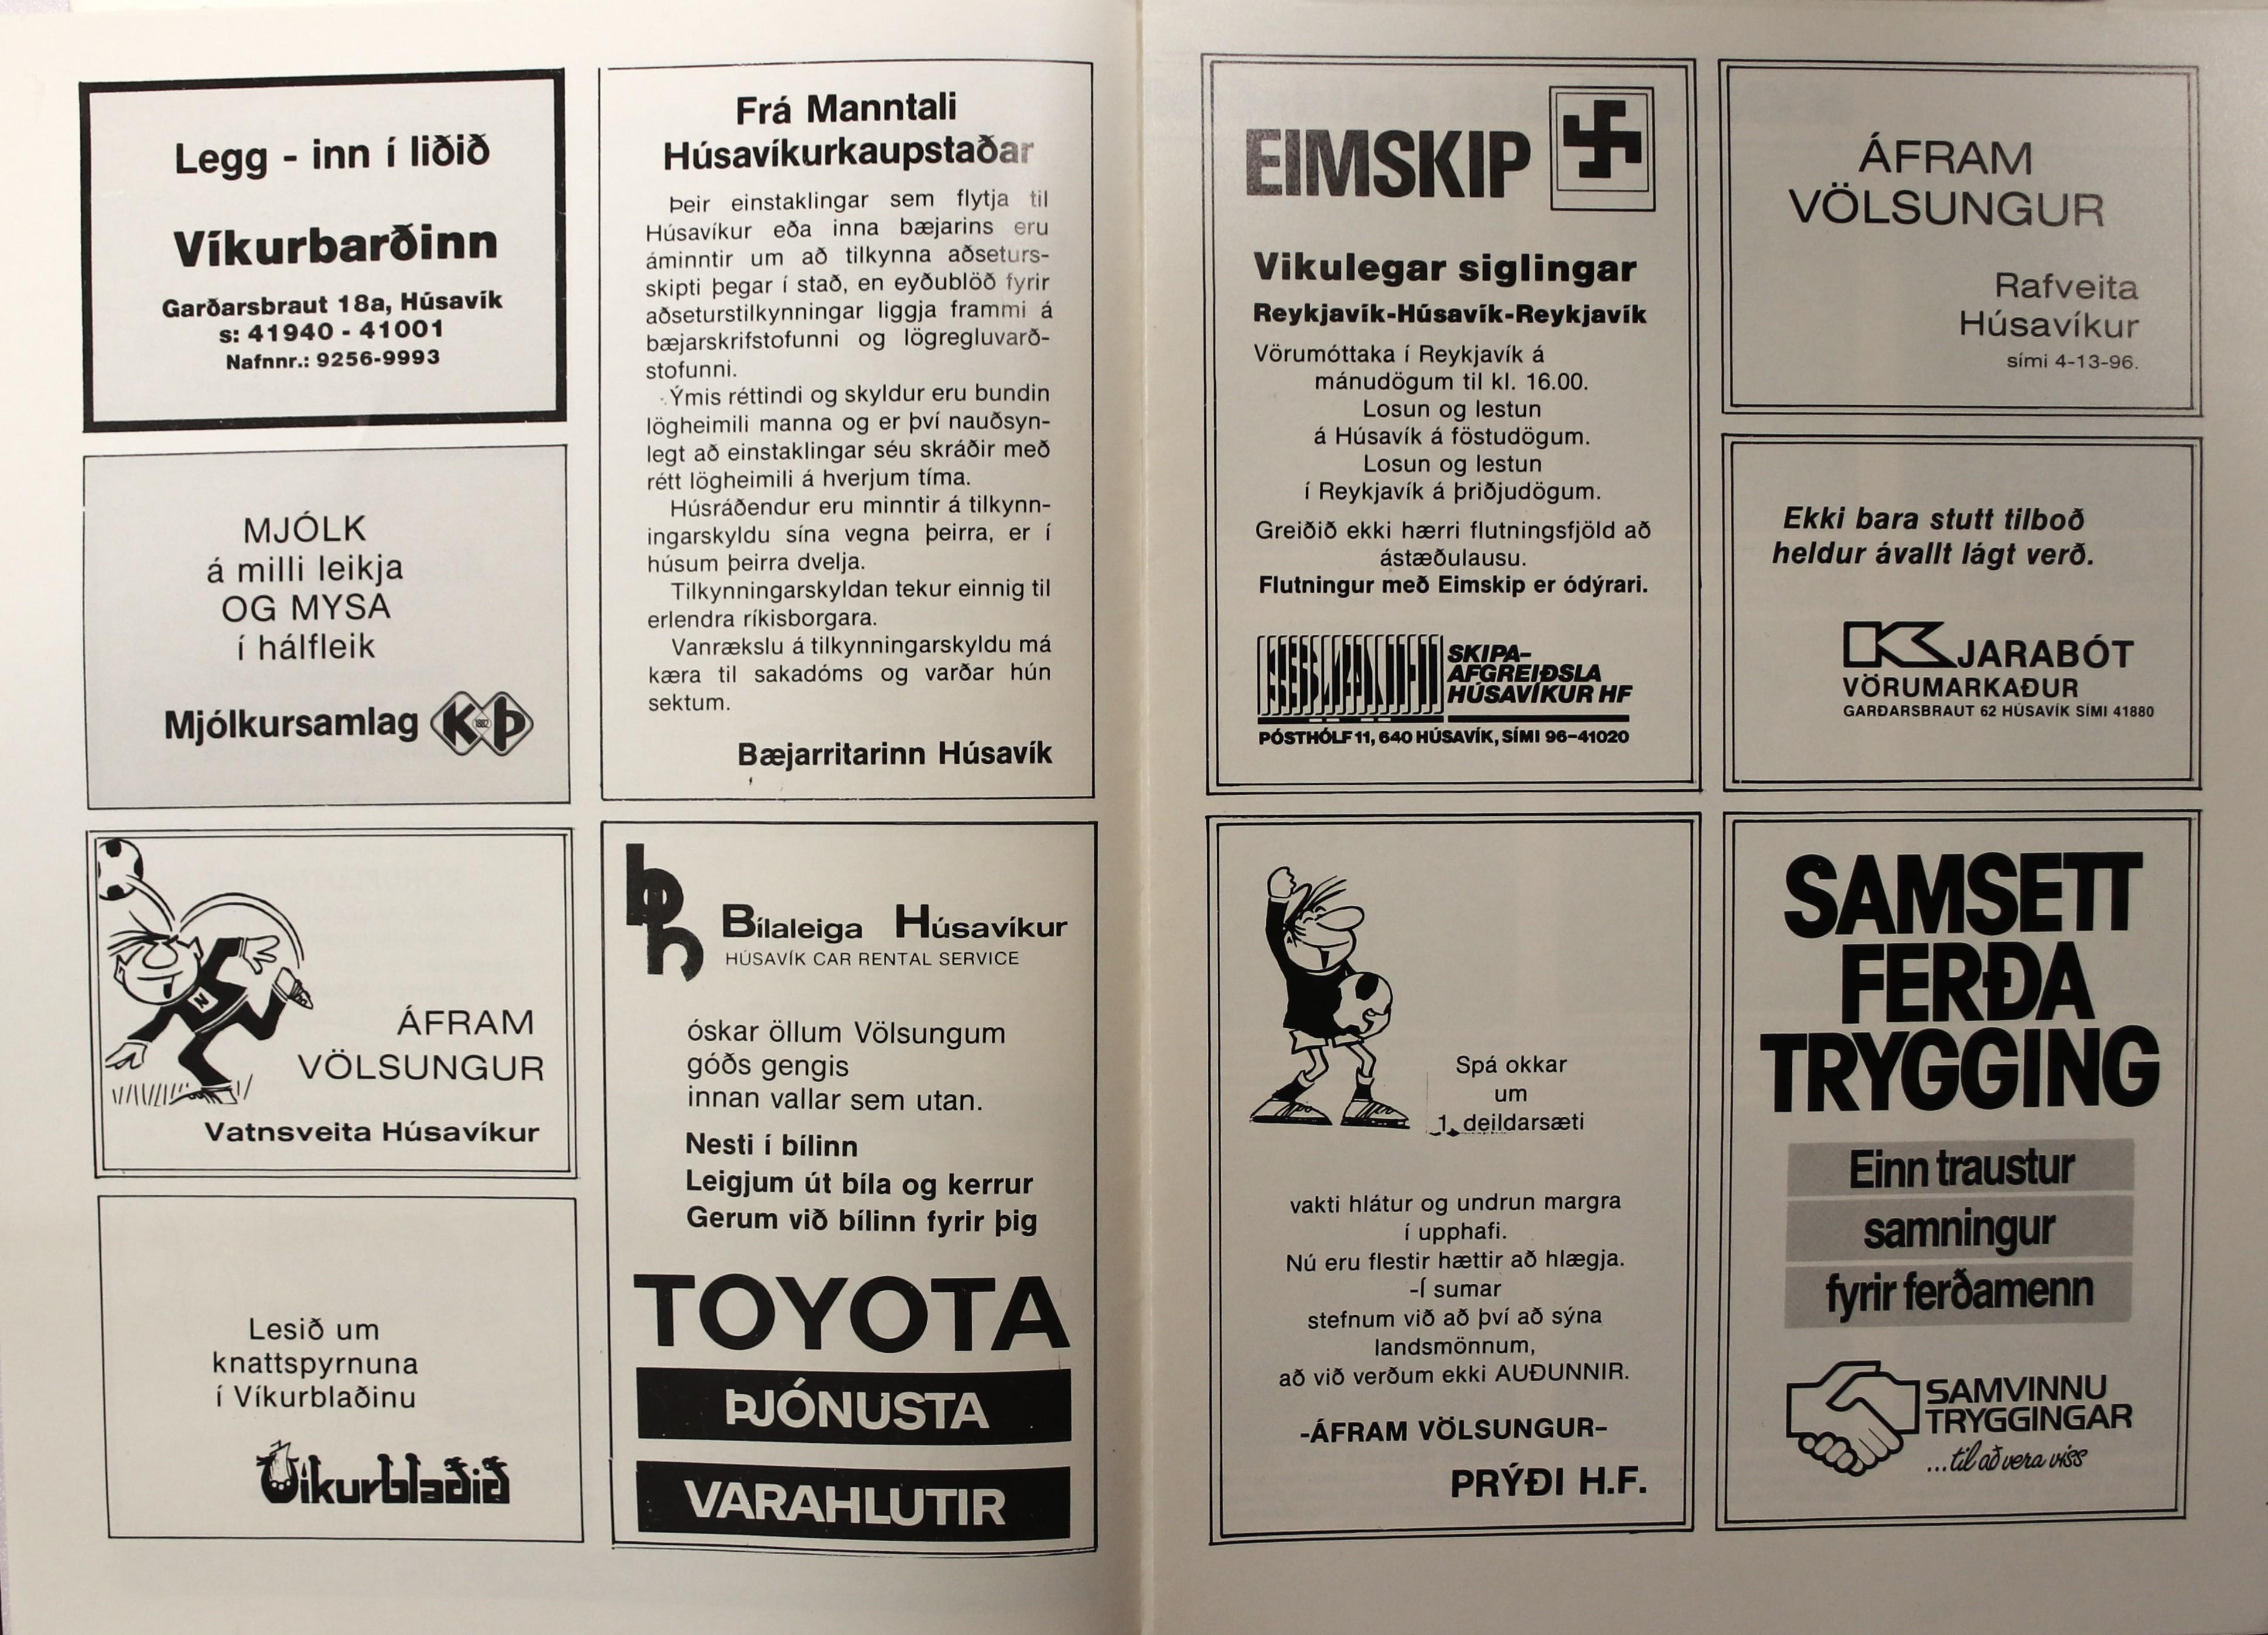 Legg - inn í liðið
Víkurbarðinn
Garðarsbraut 18a, Húsavík
s: 41940 - 41001
Nafnnr.: 9256-9993
MJÓLK
á milli leikja
OG MYSA
í hálfleik
Mjólkursamlag KÞ
1882
ÁFRAM
VÖLSUNGUR
Vatnsveita Húsavíkur
Lesið um
knattspyrnuna
í Víkurblaðinu
Víkurblaðið
Frá Manntali
Húsavíkurkaupstaðar
Þeir einstaklingar sem flytja til
Húsavíkur eða inna bæjarins eru
áminntir um að tilkynna aðseturs-
skipti þegar í stað, en eyðublöð fyrir
aðseturstilkynningar liggja frammi á
bæjarskrifstofunni og lögregluvarð-
stofunni.
Ýmis réttindi og skyldur eru bundin
lögheimili manna og er því nauðsyn-
legt að einstaklingar séu skráðir með
rétt lögheimili á hverjum tíma.
Húsráðendur eru minntir á tilkynn-
ingarskyldu sína vegna þeirra, er í
húsum þeirra dvelja.
Tilkynningarskyldan tekur einnig til
erlendra ríkisborgara.
Vanrækslu á tilkynningarskyldu má
kæra til sakadóms og varðar hún
sektum.
Bæjarritarinn Húsavík
bh
Bílaleiga Húsavíkur
HÚSAVÍK CAR RENTAL SERVICE
óskar öllum Völsungum
góðs gengis
innan vallar sem utan.
Nesti í bílinn
Leigjum út bíla og kerrur
Gerum við bílinn fyrir þig
TOYOTA
ÞJÓNUSTA
VARAHLUTIR
EIMSKIP
Vikulegar siglingar
Reykjavík-Húsavík-Reykjavík
Vörumóttaka í Reykjavík á
mánudögum til kl. 16.00.
Losun og lestun
á Húsavík á föstudögum.
Losun og lestun
í Reykjavík á þriðjudögum.
Greiðið ekki hærri flutningsfjöld að
ástæðulausu.
Flutningur með Eimskip er ódýrari.
SKIPA-
AFGREIÐSLA
HÚSAVÍKUR HF
PÓSTHÓLF 11, 640 HÚSAVÍK, SÍMI 96-41020
Spá okkar
um
1. deildarsæti
vakti hlátur og undrun margra
í upphafi.
Nú eru flestir hættir að hlægja.
-Í sumar
stefnum við að því að sýna
landsmönnum,
að við verðum ekki AUÐUNNIR.
-ÁFRAM VÖLSUNGUR-
PRÝÐI H.F.
ÁFRAM
VÖLSUNGUR
Rafveita
Húsavíkur
sími 4-13-96.
Ekki bara stutt tilboð
heldur ávallt lágt verð.
KJARABÓT
VÖRUMARKAÐUR
GARÐARSBRAUT 62 HÚSAVÍK SÍMI 41880
SAMSETT
FERÐA
TRYGGING
Einn traustur
samningur
fyrir ferðamenn
SAMVINNU
TRYGGINGAR
...til að vera viss